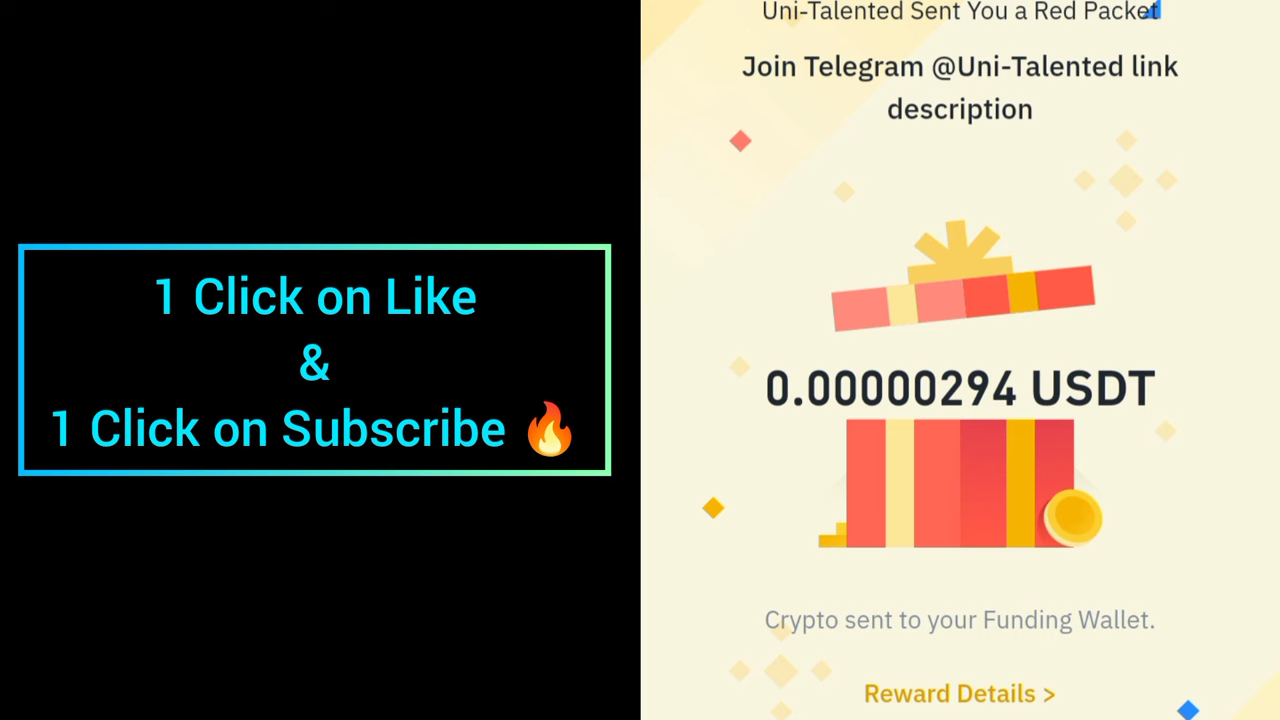 1 Click on Like
&
1 Click on Subscribe 🔥
Uni-Talented Sent You a Red Packet
Join Telegram @Uni-Talented link
description
0.00000294 USDT
Crypto sent to your Funding Wallet.
Reward Details >